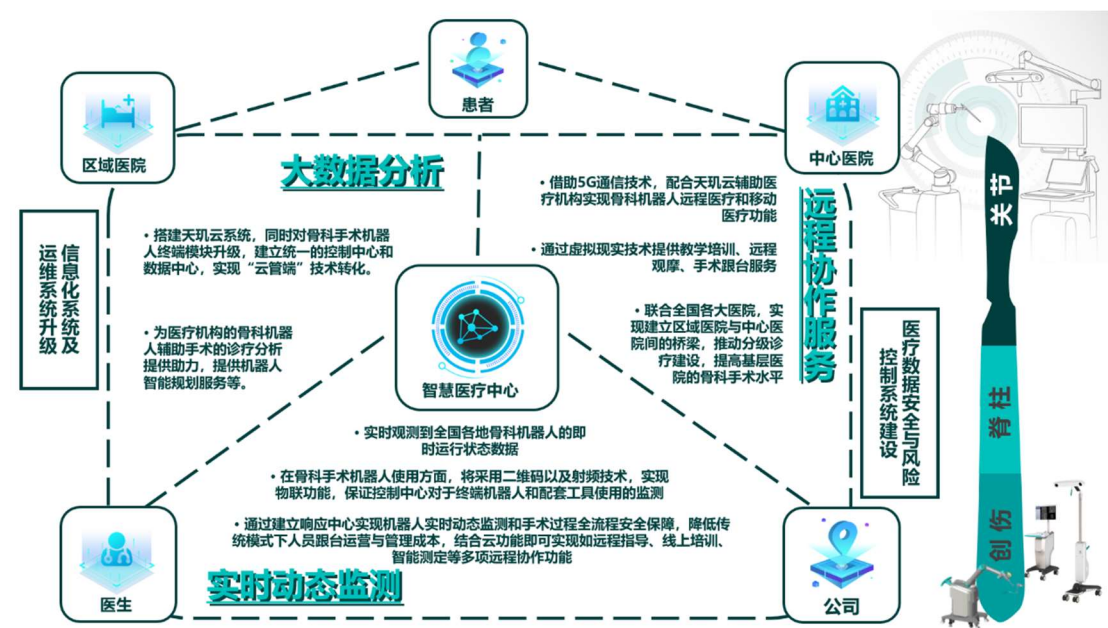 患者
区域医院
中心医院
大数据分析
• 搭建天玑云系统，同时对骨科手术机器
人终端模块升级，建立统一的控制中心和
数据中心，实现“云管端”技术转化。
• 为医疗机构的骨科机器
人辅助手术的诊疗分析
提供助力，提供机器人
智能规划服务等。
信息化系统及
运维系统升级
远程协作服务
• 借助5G通信技术，配合天玑云辅助医
疗机构实现骨科机器人远程医疗和移动
医疗功能
• 通过虚拟现实技术提供教学培训、远程
观摩、手术跟台服务
• 联合全国各大医院，实
现建立区域医院与中心医
院间的桥梁，推动分级诊
疗建设，提高基层医
院的骨科手术水平
医疗数据安全与风险
控制系统建设
智慧医疗中心
• 实时观测到全国各地骨科机器人的即
时运行状态数据
• 在骨科手术机器人使用方面，将采用二维码以及射频技术，实现
物联功能，保证控制中心对于终端机器人和配套工具使用的监测
• 通过建立响应中心实现机器人实时动态监测和手术过程全流程安全保障，降低传
统模式下人员跟台运营与管理成本，结合云功能即可实现如远程指导、线上培训、
智能测定等多项远程协作功能
实时动态监测
医生
公司
关节
脊柱
创伤